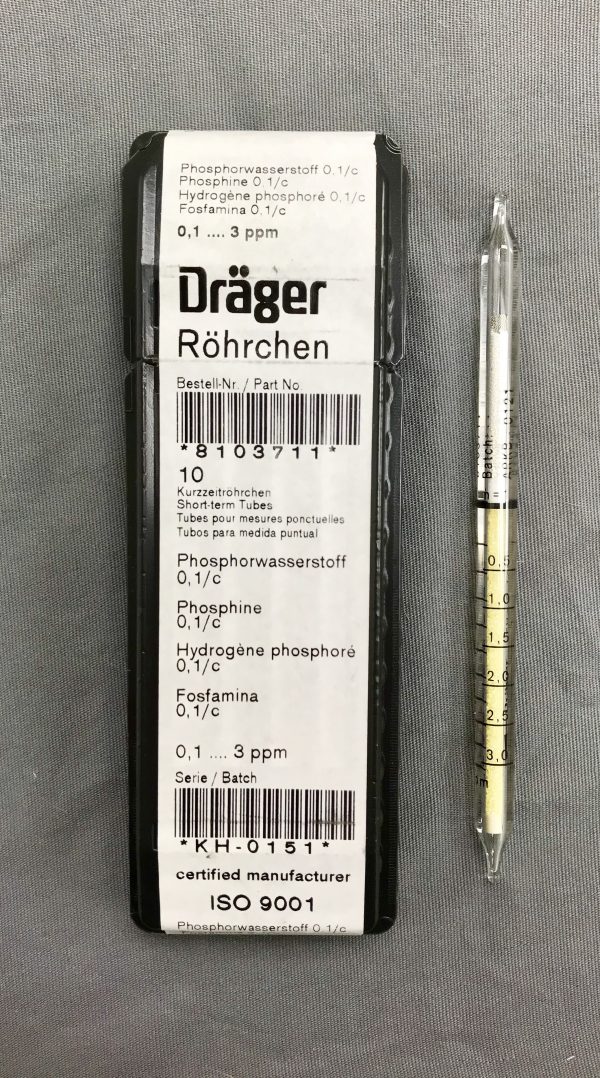 Phosphorwasserstoff 0,1/c
Phosphine 0,1/c
Hydrogène phosphoré 0,1/c
Fosfamina 0,1/c
0,1 .... 3 ppm
Dräger
Röhrchen
Bestell-Nr. / Part No
*8103711*
10
Kurzzeitröhrchen
Short-term Tubes
Tubes pour mesures ponctuelles
Tubos para medida puntual
Phosphorwasserstoff
0,1/c
Phosphine
0,1/c
Hydrogène phosphoré
0,1/c
Fosfamina
0,1/c
0,1 .... 3 ppm
Serie / Batch
*KH-0151*
certified manufacturer
ISO 9001
Phosphorwasserstoff 0,1/c
Batch:
0,5
1,0
1,5
2,0
2,5
3,0